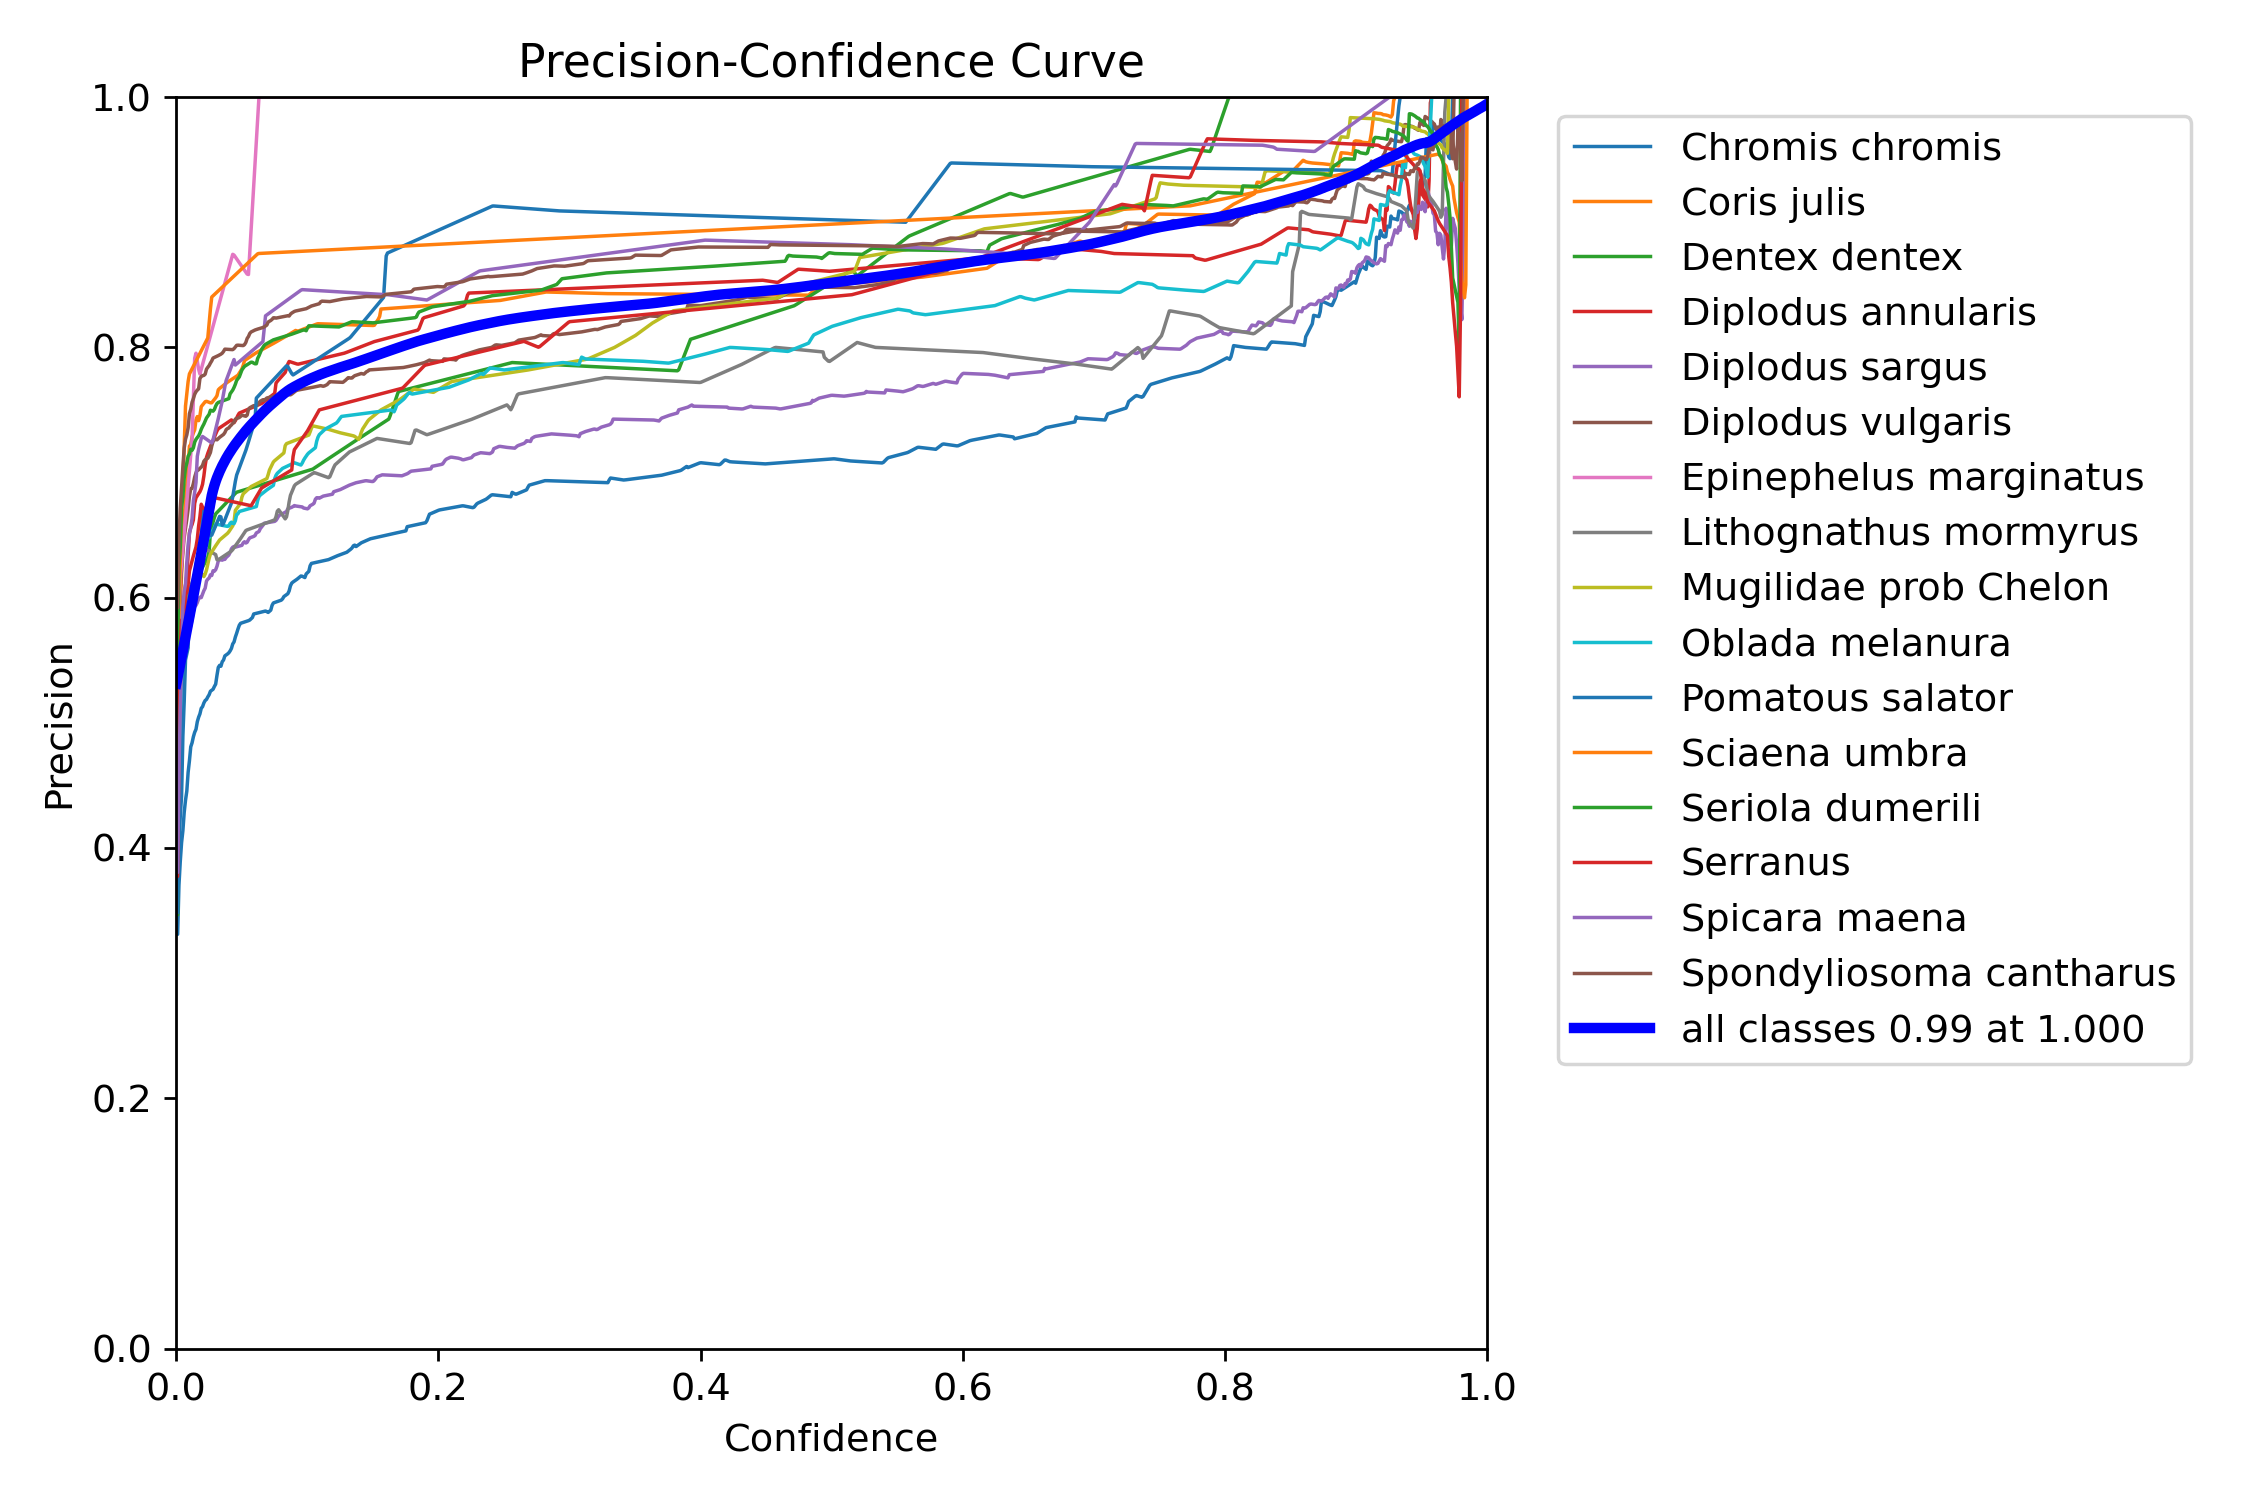 Precision-Confidence Curve
1.0
0.8
0.6
0.4
0.2
0.0
Precision
0.0 0.2 0.4 0.6 0.8 1.0
Confidence
Chromis chromis
Coris julis
Dentex dentex
Diplodus annularis
Diplodus sargus
Diplodus vulgaris
Epinephelus marginatus
Lithognathus mormyrus
Mugilidae prob Chelon
Oblada melanura
Pomatous salator
Sciaena umbra
Seriola dumerili
Serranus
Spicara maena
Spondyliosoma cantharus
all classes 0.99 at 1.000